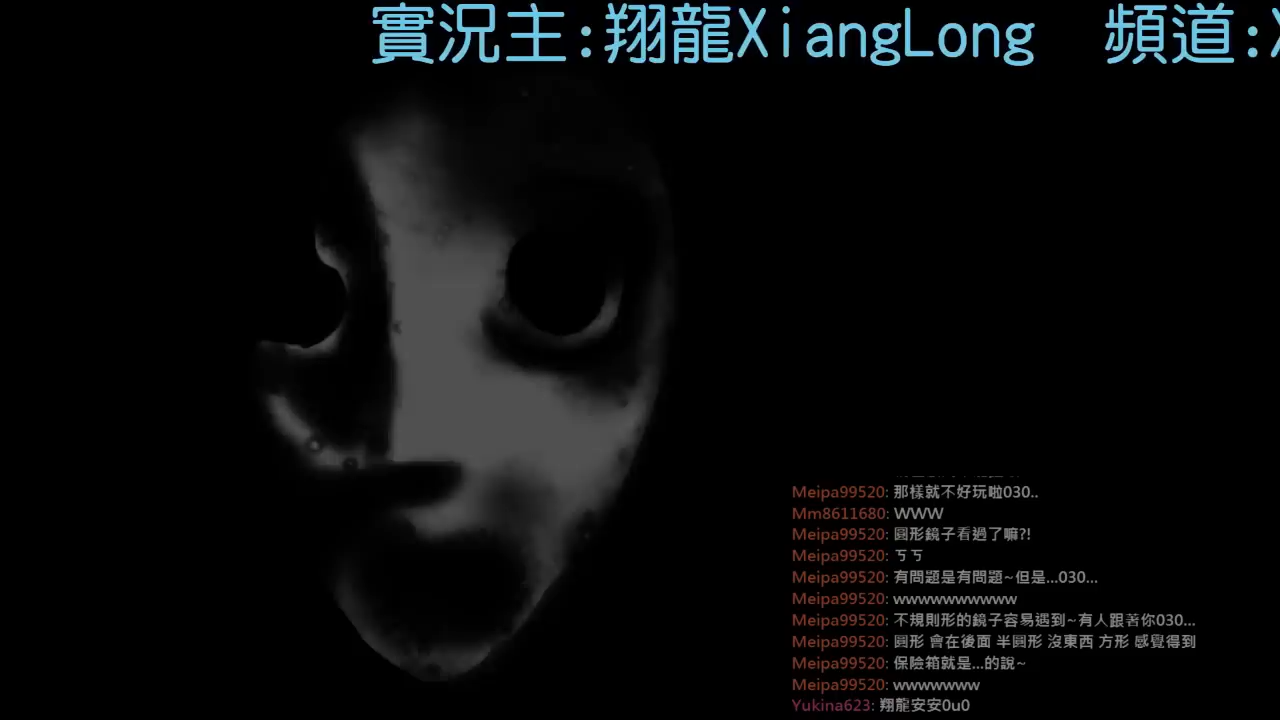 實況主:翔龍XiangLong 頻道:X
Meipa99520: 那樣就不好玩啦030..
Mm8611680: WWW
Meipa99520: 圓形鏡子看過了嘛?!
Meipa99520: ㄎㄎ
Meipa99520: 有問題是有問題~但是...030...
Meipa99520: wwwwwwwwww
Meipa99520: 不規則形的鏡子容易遇到~有人跟著你030...
Meipa99520: 圓形 會在後面 半圓形 沒東西 方形 感覺得到
Meipa99520: 保險箱就是...的說~
Meipa99520: wwwwwww
Yukina623: 翔龍安安0u0